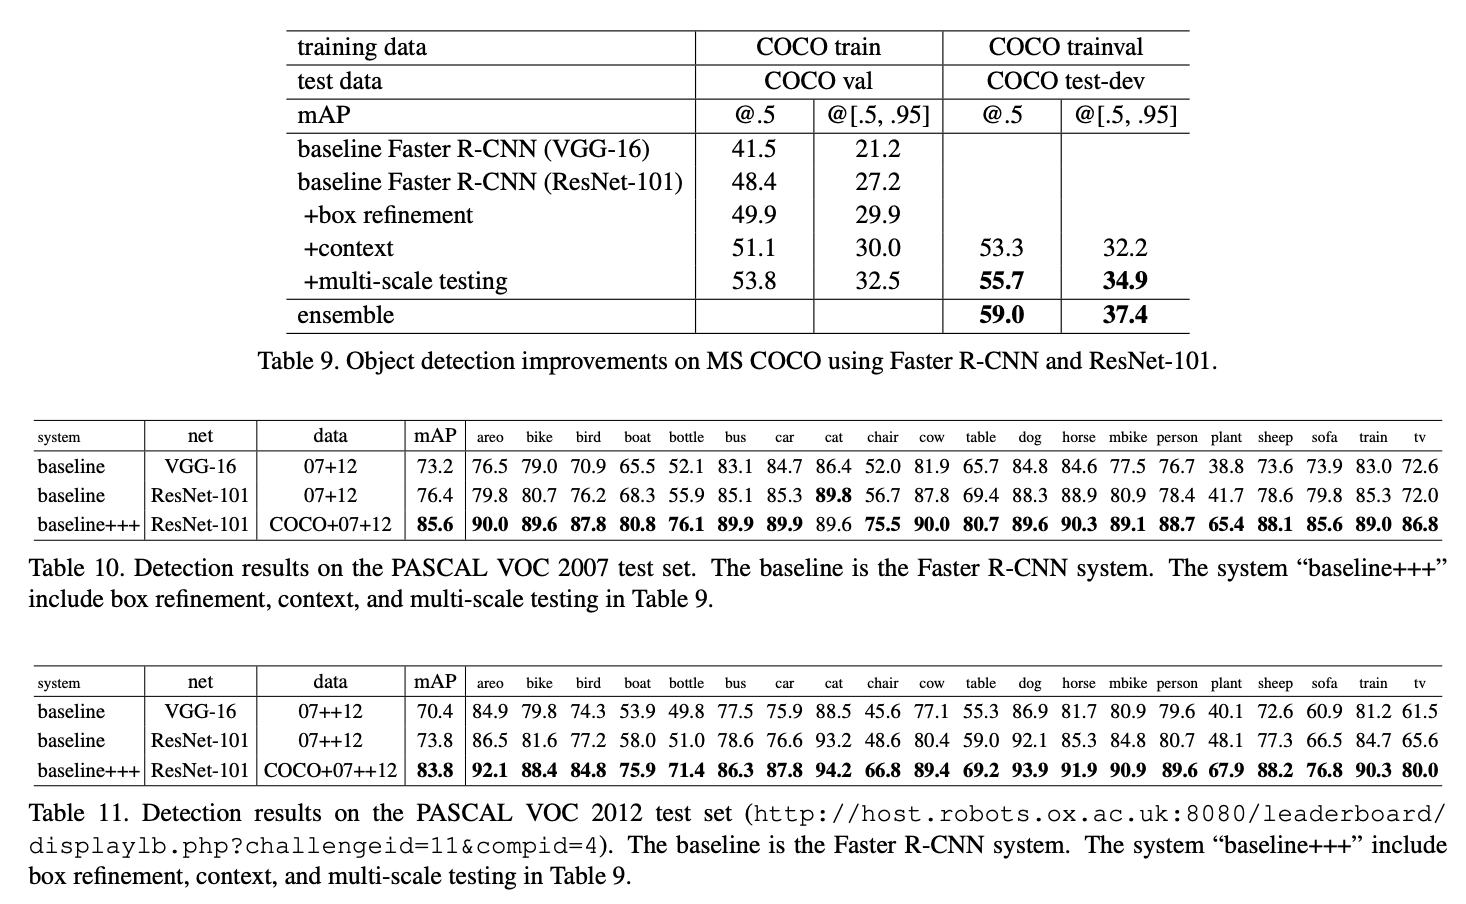 training data COCO train COCO trainval
test data COCO val COCO test-dev
mAP @.5 @[.5, .95] @.5 @[.5, .95]
baseline Faster R-CNN (VGG-16) 41.5 21.2
baseline Faster R-CNN (ResNet-101) 48.4 27.2
+box refinement 49.9 29.9
+context 51.1 30.0 53.3 32.2
+multi-scale testing 53.8 32.5 55.7 34.9
ensemble 59.0 37.4
Table 9. Object detection improvements on MS COCO using Faster R-CNN and ResNet-101.
system net data mAP areo bike bird boat bottle bus car cat chair cow table dog horse mbike person plant sheep sofa train tv
baseline VGG-16 07+12 73.2 76.5 79.0 70.9 65.5 52.1 83.1 84.7 86.4 52.0 81.9 65.7 84.8 84.6 77.5 76.7 38.8 73.6 73.9 83.0 72.6
baseline ResNet-101 07+12 76.4 79.8 80.7 76.2 68.3 55.9 85.1 85.3 89.8 56.7 87.8 69.4 88.3 88.9 80.9 78.4 41.7 78.6 79.8 85.3 72.0
baseline+++ ResNet-101 COCO+07+12 85.6 90.0 89.6 87.8 80.8 76.1 89.9 89.9 89.6 75.5 90.0 80.7 89.6 90.3 89.1 88.7 65.4 88.1 85.6 89.0 86.8
Table 10. Detection results on the PASCAL VOC 2007 test set. The baseline is the Faster R-CNN system. The system “baseline+++”
include box refinement, context, and multi-scale testing in Table 9.
system net data mAP areo bike bird boat bottle bus car cat chair cow table dog horse mbike person plant sheep sofa train tv
baseline VGG-16 07++12 70.4 84.9 79.8 74.3 53.9 49.8 77.5 75.9 88.5 45.6 77.1 55.3 86.9 81.7 80.9 79.6 40.1 72.6 60.9 81.2 61.5
baseline ResNet-101 07++12 73.8 86.5 81.6 77.2 58.0 51.0 78.6 76.6 93.2 48.6 80.4 59.0 92.1 85.3 84.8 80.7 48.1 77.3 66.5 84.7 65.6
baseline+++ ResNet-101 COCO+07++12 83.8 92.1 88.4 84.8 75.9 71.4 86.3 87.8 94.2 66.8 89.4 69.2 93.9 91.9 90.9 89.6 67.9 88.2 76.8 90.3 80.0
Table 11. Detection results on the PASCAL VOC 2012 test set (http://host.robots.ox.ac.uk:8080/leaderboard/
displaylb.php?challengeid=11&compid=4). The baseline is the Faster R-CNN system. The system “baseline+++” include
box refinement, context, and multi-scale testing in Table 9.